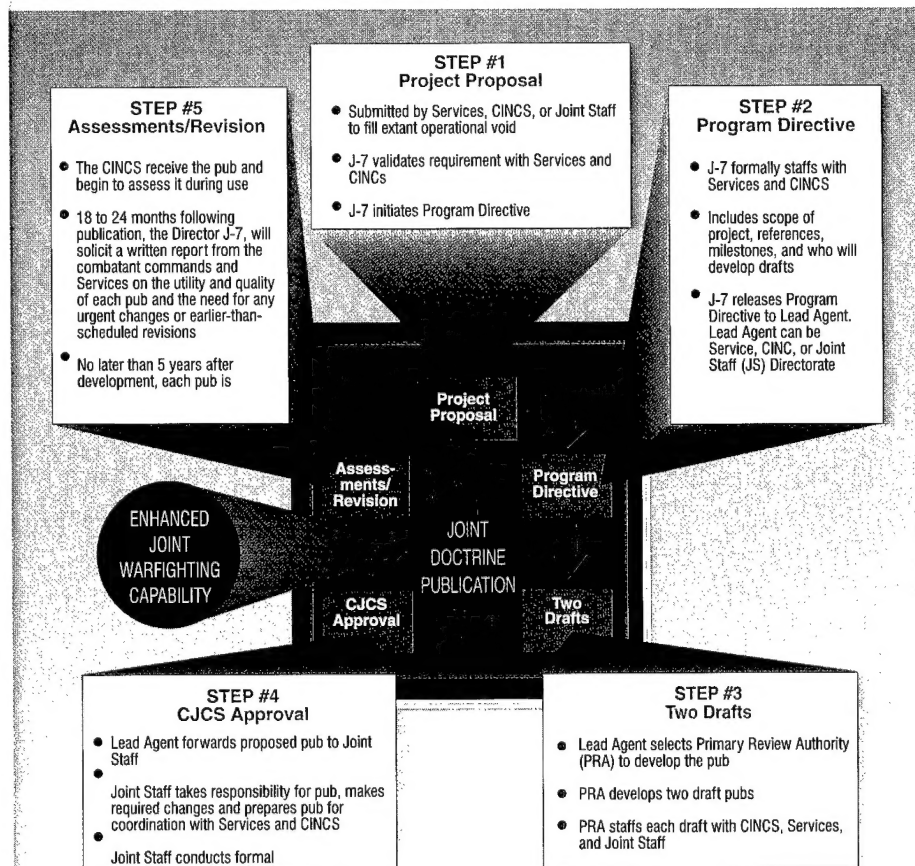 STEP #1
Project Proposal
● Submitted by Services, CINCS, or Joint Staff
to fill extant operational void
● J-7 validates requirement with Services and
CINCs
● J-7 initiates Program Directive
STEP #5
Assessments/Revision
● The CINCS receive the pub and
begin to assess it during use
● 18 to 24 months following
publication, the Director J-7, will
solicit a written report from the
combatant commands and
Services on the utility and quality
of each pub and the need for any
urgent changes or earlier-than-
scheduled revisions
● No later than 5 years after
development, each pub is
STEP #2
Program Directive
● J-7 formally staffs with
Services and CINCS
● Includes scope of
project, references,
milestones, and who will
develop drafts
● J-7 releases Program
Directive to Lead Agent.
Lead Agent can be
Service, CINC, or Joint
Staff (JS) Directorate
Project
Proposal
Assess-
ments/
Revision
Program
Directive
ENHANCED
JOINT
WARFIGHTING
CAPABILITY
JOINT
DOCTRINE
PUBLICATION
CJCS
Approval
Two
Drafts
STEP #4
CJCS Approval
● Lead Agent forwards proposed pub to Joint
Staff
●
Joint Staff takes responsibility for pub, makes
required changes and prepares pub for
coordination with Services and CINCS
●
Joint Staff conducts formal
STEP #3
Two Drafts
● Lead Agent selects Primary Review Authority
(PRA) to develop the pub
● PRA develops two draft pubs
● PRA staffs each draft with CINCS, Services,
and Joint Staff